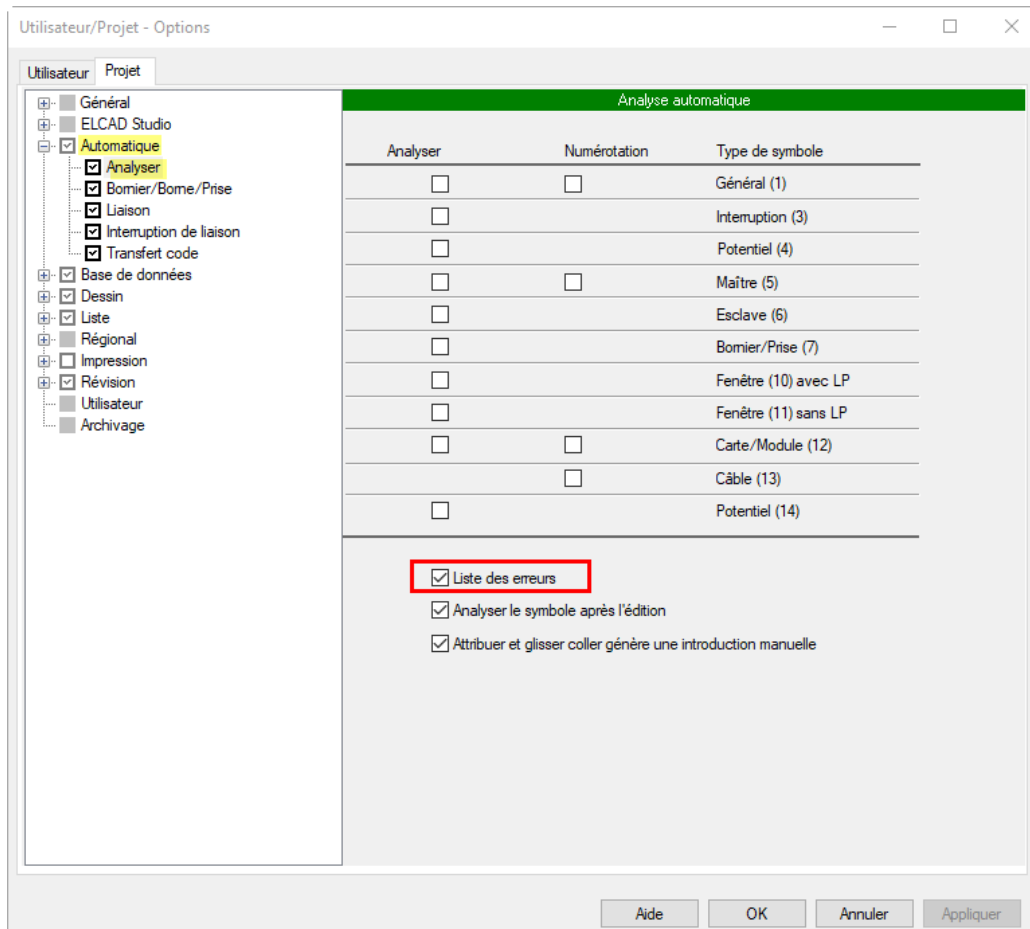 Utilisateur/Projet - Options
Utilisateur
Projet
Général
ELCAD Studio
Automatique
Analyser
Bornier/Borne/Prise
Liaison
Interruption de liaison
Transfert code
Base de données
Dessin
Liste
Régional
Impression
Révision
Utilisateur
Archivage
Analyse automatique
Analyser Numérotation Type de symbole
Général (1)
Interruption (3)
Potentiel (4)
Maître (5)
Esclave (6)
Bornier/Prise (7)
Fenêtre (10) avec LP
Fenêtre (11) sans LP
Carte/Module (12)
Câble (13)
Potentiel (14)
Liste des erreurs
Analyser le symbole après l'édition
Attribuer et glisser coller génère une introduction manuelle
Aide OK Annuler Appliquer